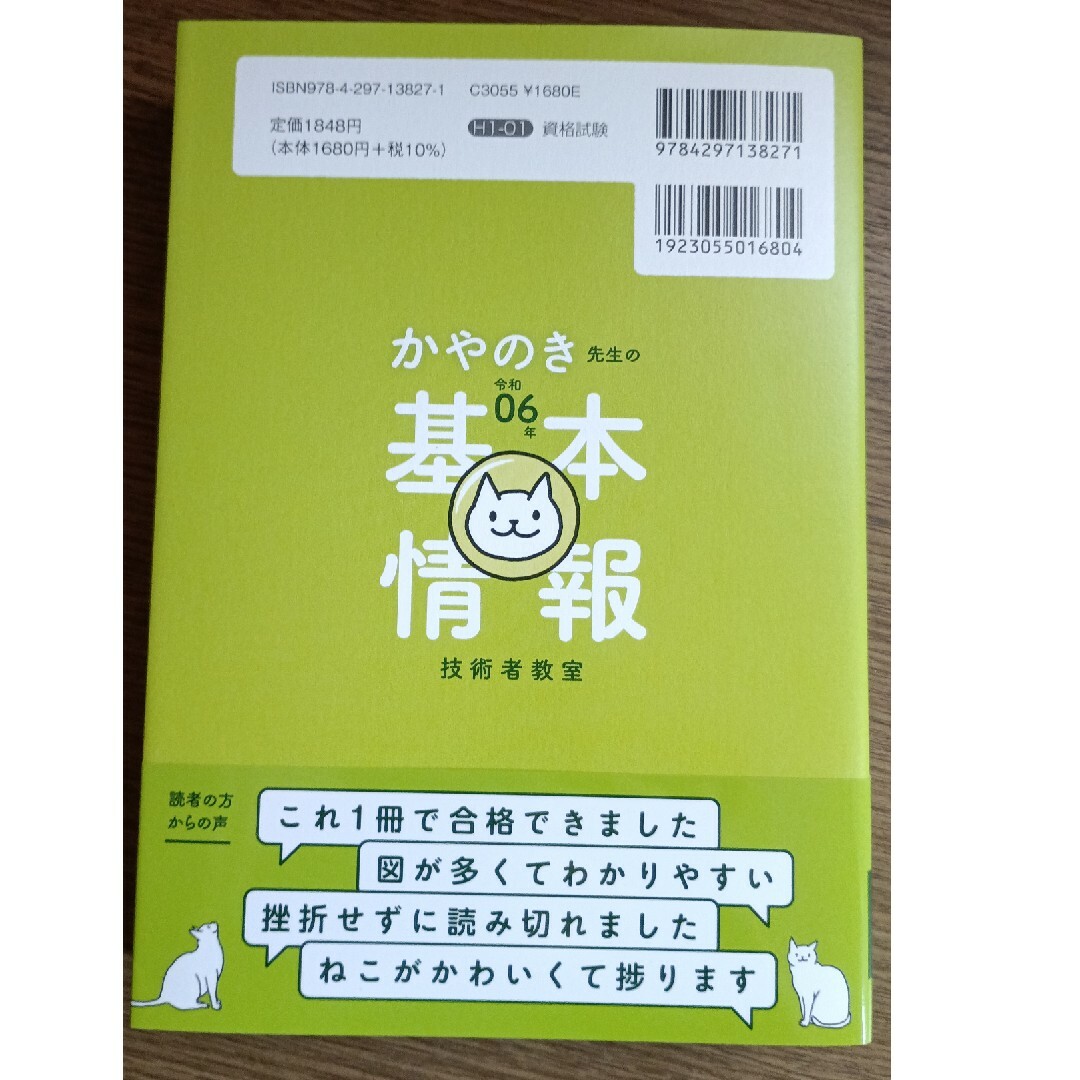 ISBN978-4-297-13827-1 C3055 ¥1680E
定価1848円
(本体1680円+税10%)
H1-01 資格試験
9784297138271
1923055016804
かやのき先生の
令和
06
年
基本
情報
技術者教室
読者の方
からの声
これ1冊で合格できました
図が多くてわかりやすい
挫折せずに読み切れました
ねこがかわいくて捗ります